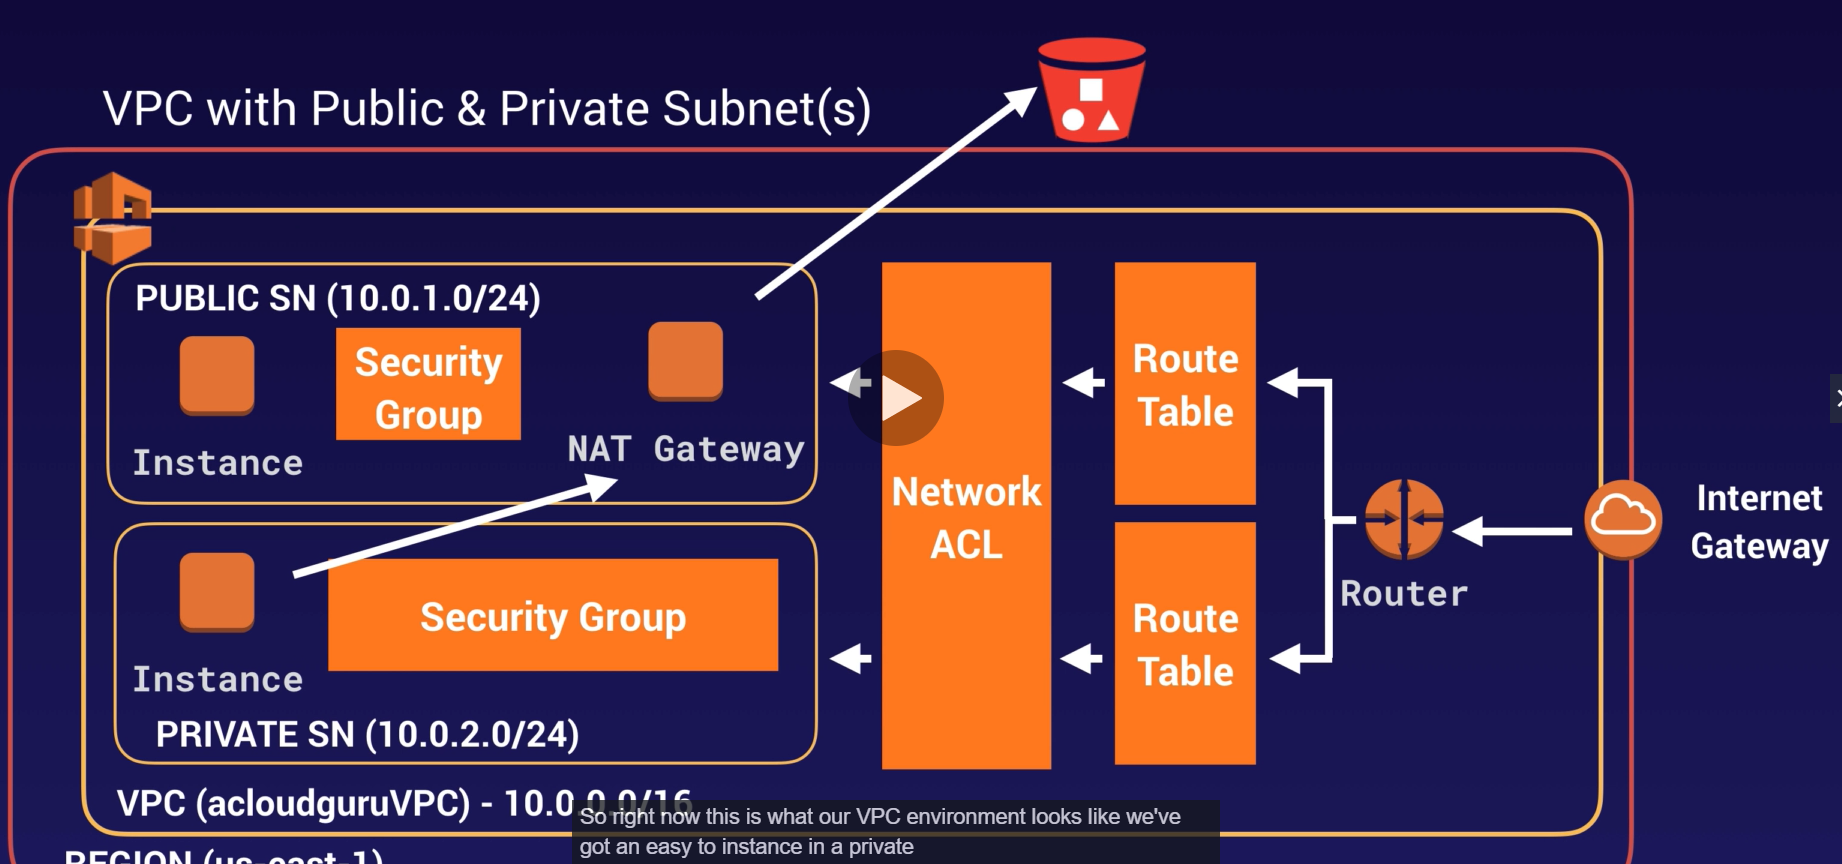 VPC with Public & Private Subnet(s)
PUBLIC SN (10.0.1.0/24)
Security
Group
Instance
NAT Gateway
Security Group
Instance
PRIVATE SN (10.0.2.0/24)
Network
ACL
Route
Table
Route
Table
Router
Internet
Gateway
VPC (acloudguruVPC) - 10.0.0.0/16
REGION (us-east-1)
So right now this is what our VPC environment looks like we've
got an easy to instance in a private